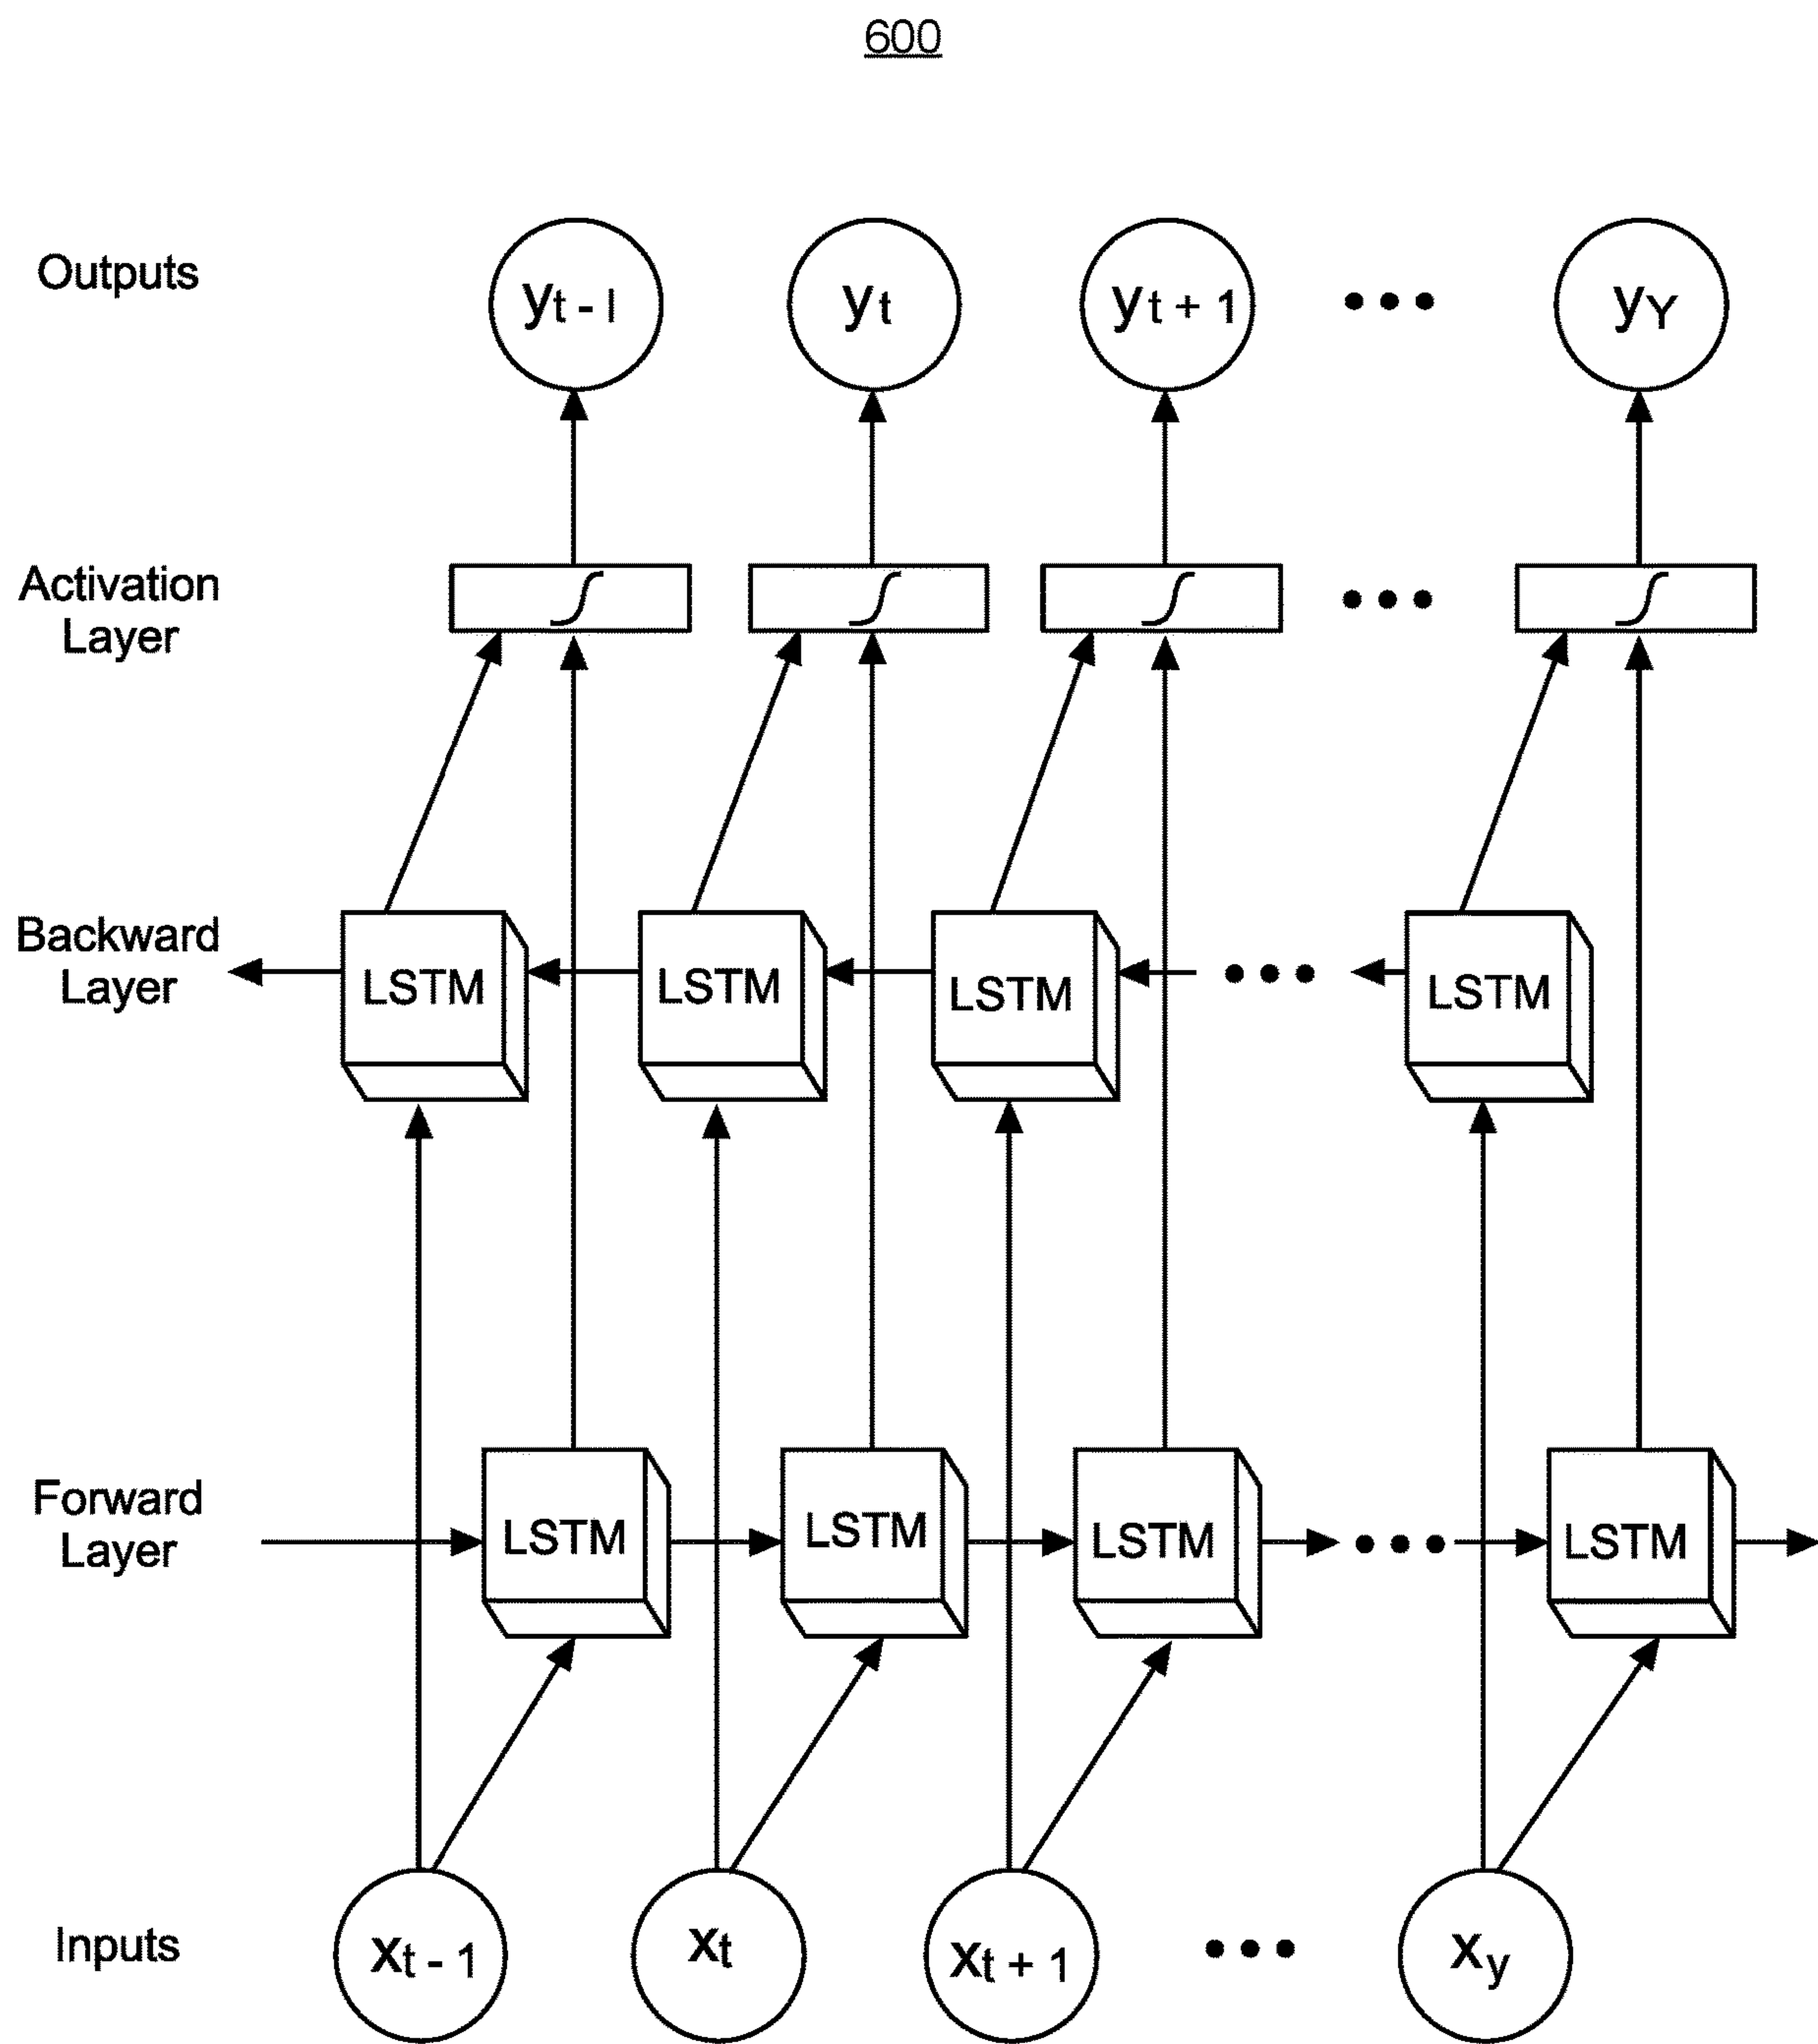 600
Outputs
yt - l
yt
yt + 1
• • •
yY
Activation
Layer
• • •
Backward
Layer
LSTM
LSTM
LSTM
• • •
LSTM
Forward
Layer
LSTM
LSTM
LSTM
• • •
LSTM
Inputs
xt - 1
xt
xt + 1
• • •
xy